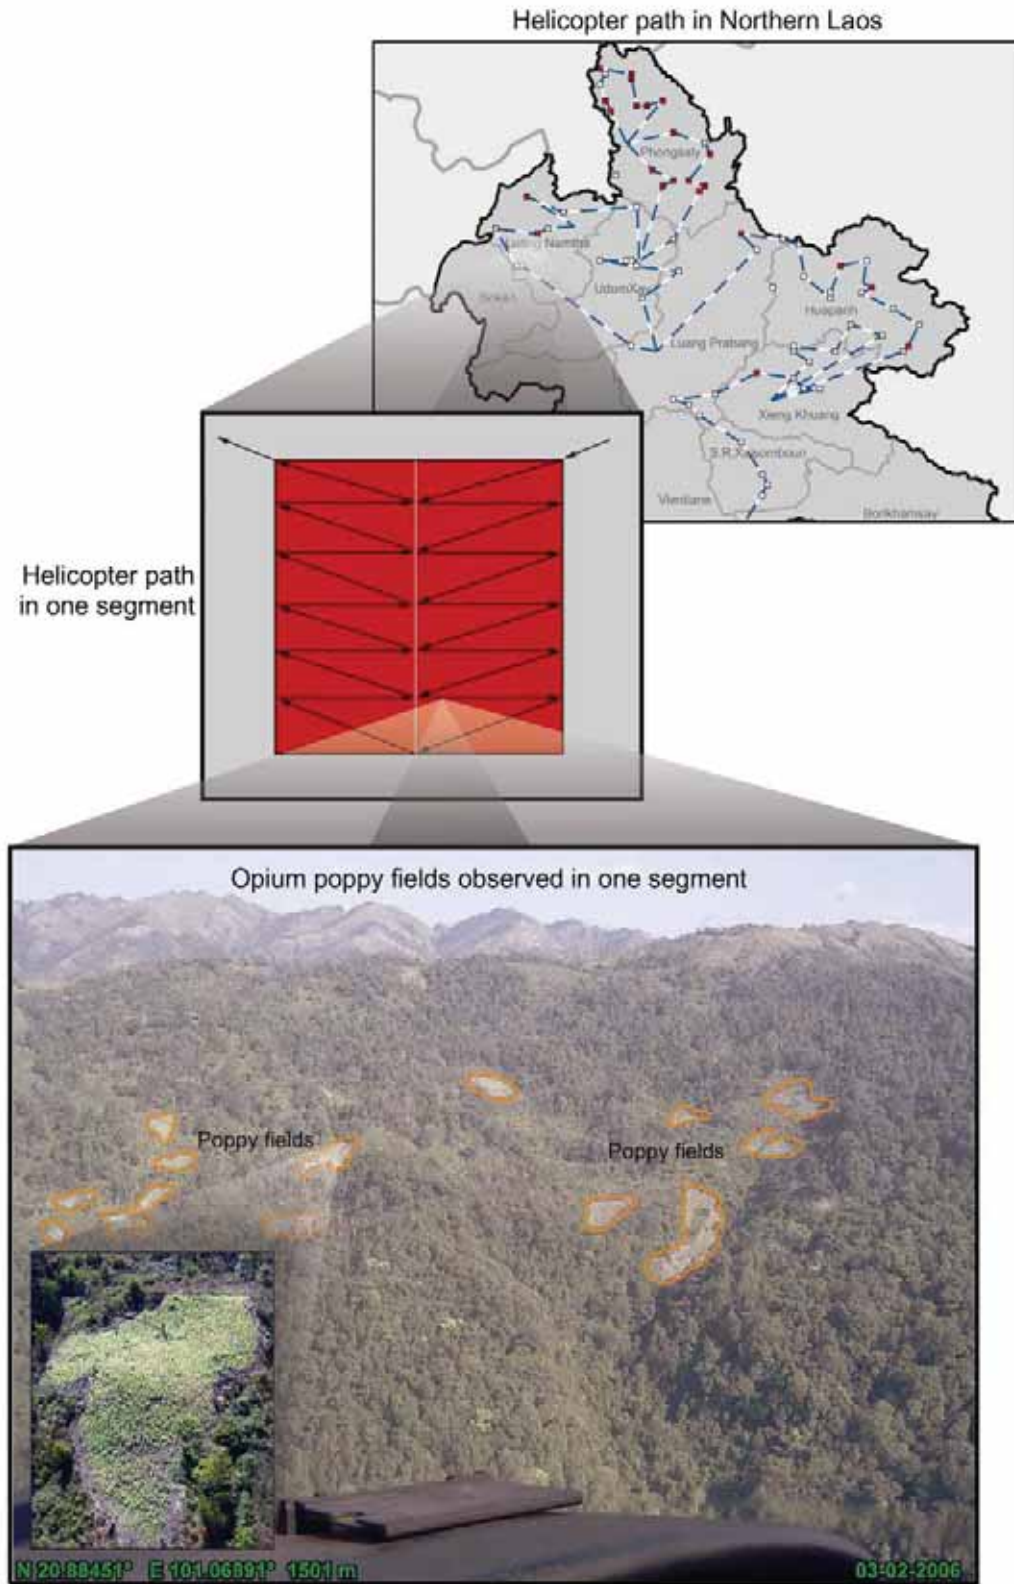 Helicopter path in Northern Laos
Phongsaly
Luang Namtha
Bokeo
UdomXay
Huapanh
Luang Prabang
Xieng Khuang
S.R.Xaisomboun
Vientiane
Borikhamsay
Helicopter path
in one segment
Opium poppy fields observed in one segment
Poppy fields
Poppy fields
N 20.88451° E 101.06891° 1501 m
03-02-2006